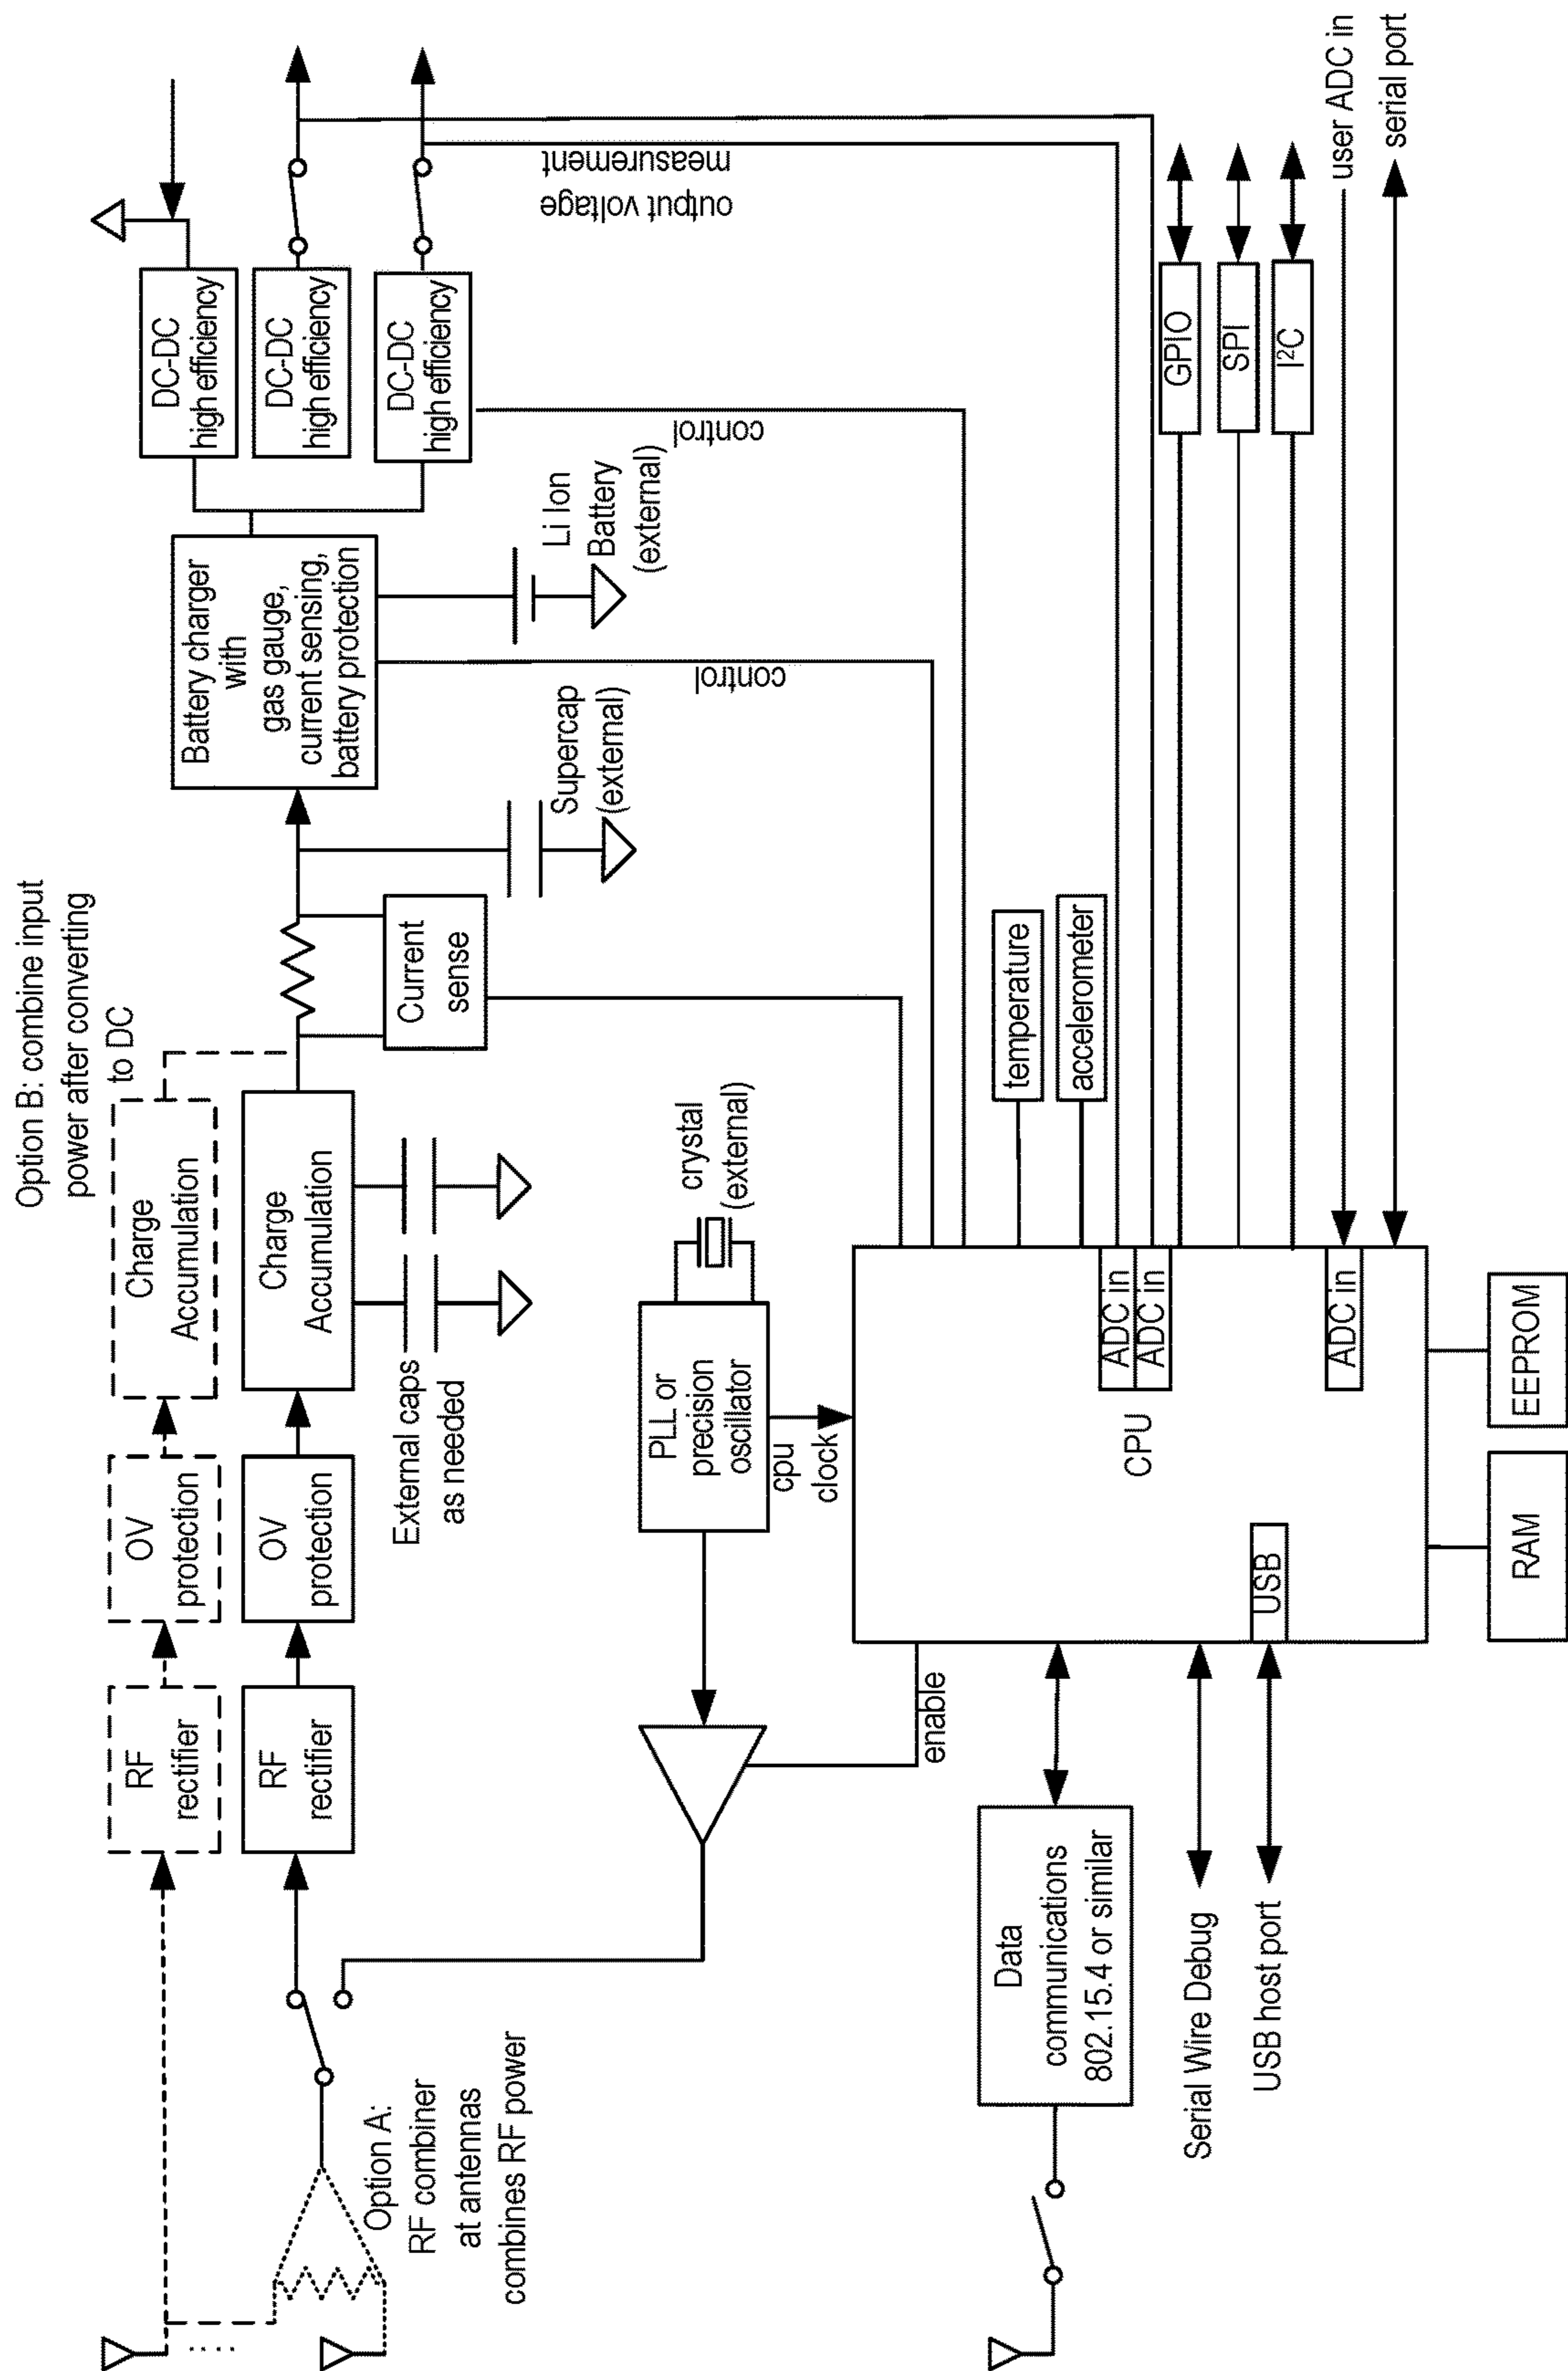 Option B: combine input
power after converting
to DC
RF
rectifier
OV
protection
Charge
Accumulation
RF
rectifier
OV
protection
Charge
Accumulation
External caps
as needed
Current
sense
Supercap
(external)
Battery charger
with
gas gauge,
current sensing,
battery protection
Li Ion
Battery
(external)
DC-DC
high efficiency
DC-DC
high efficiency
DC-DC
high efficiency
output voltage
measurement
control
control
Option A:
RF combiner
at antennas
combines RF power
PLL or
precision
oscillator
crystal
(external)
cpu
clock
enable
temperature
accelerometer
Data
communications
802.15.4 or similar
Serial Wire Debug
USB host port
USB
CPU
ADC in
ADC in
ADC in
GPIO
SPI
I²C
user ADC in
serial port
RAM
EEPROM